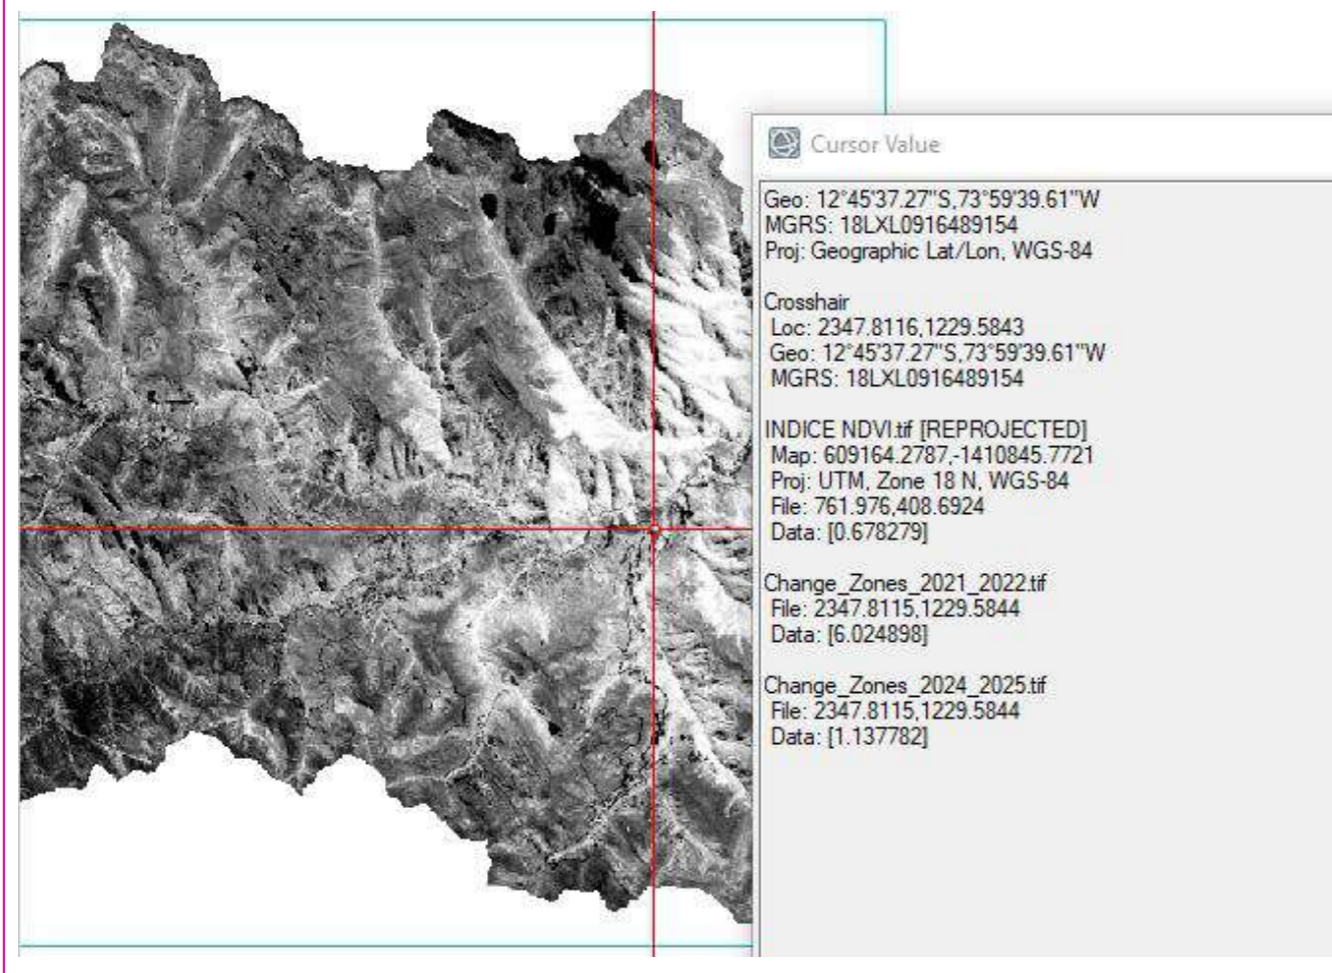 Cursor Value
Geo: 12°45'37.27"S,73°59'39.61"W
MGRS: 18LXL0916489154
Proj: Geographic Lat/Lon, WGS-84
Crosshair
Loc: 2347.8116,1229.5843
Geo: 12°45'37.27"S,73°59'39.61"W
MGRS: 18LXL0916489154
INDICE NDVI.tif [REPROJECTED]
Map: 609164.2787,-1410845.7721
Proj: UTM, Zone 18 N, WGS-84
File: 761.976,408.6924
Data: [0.678279]
Change_Zones_2021_2022.tif
File: 2347.8115,1229.5844
Data: [6.024898]
Change_Zones_2024_2025.tif
File: 2347.8115,1229.5844
Data: [1.137782]